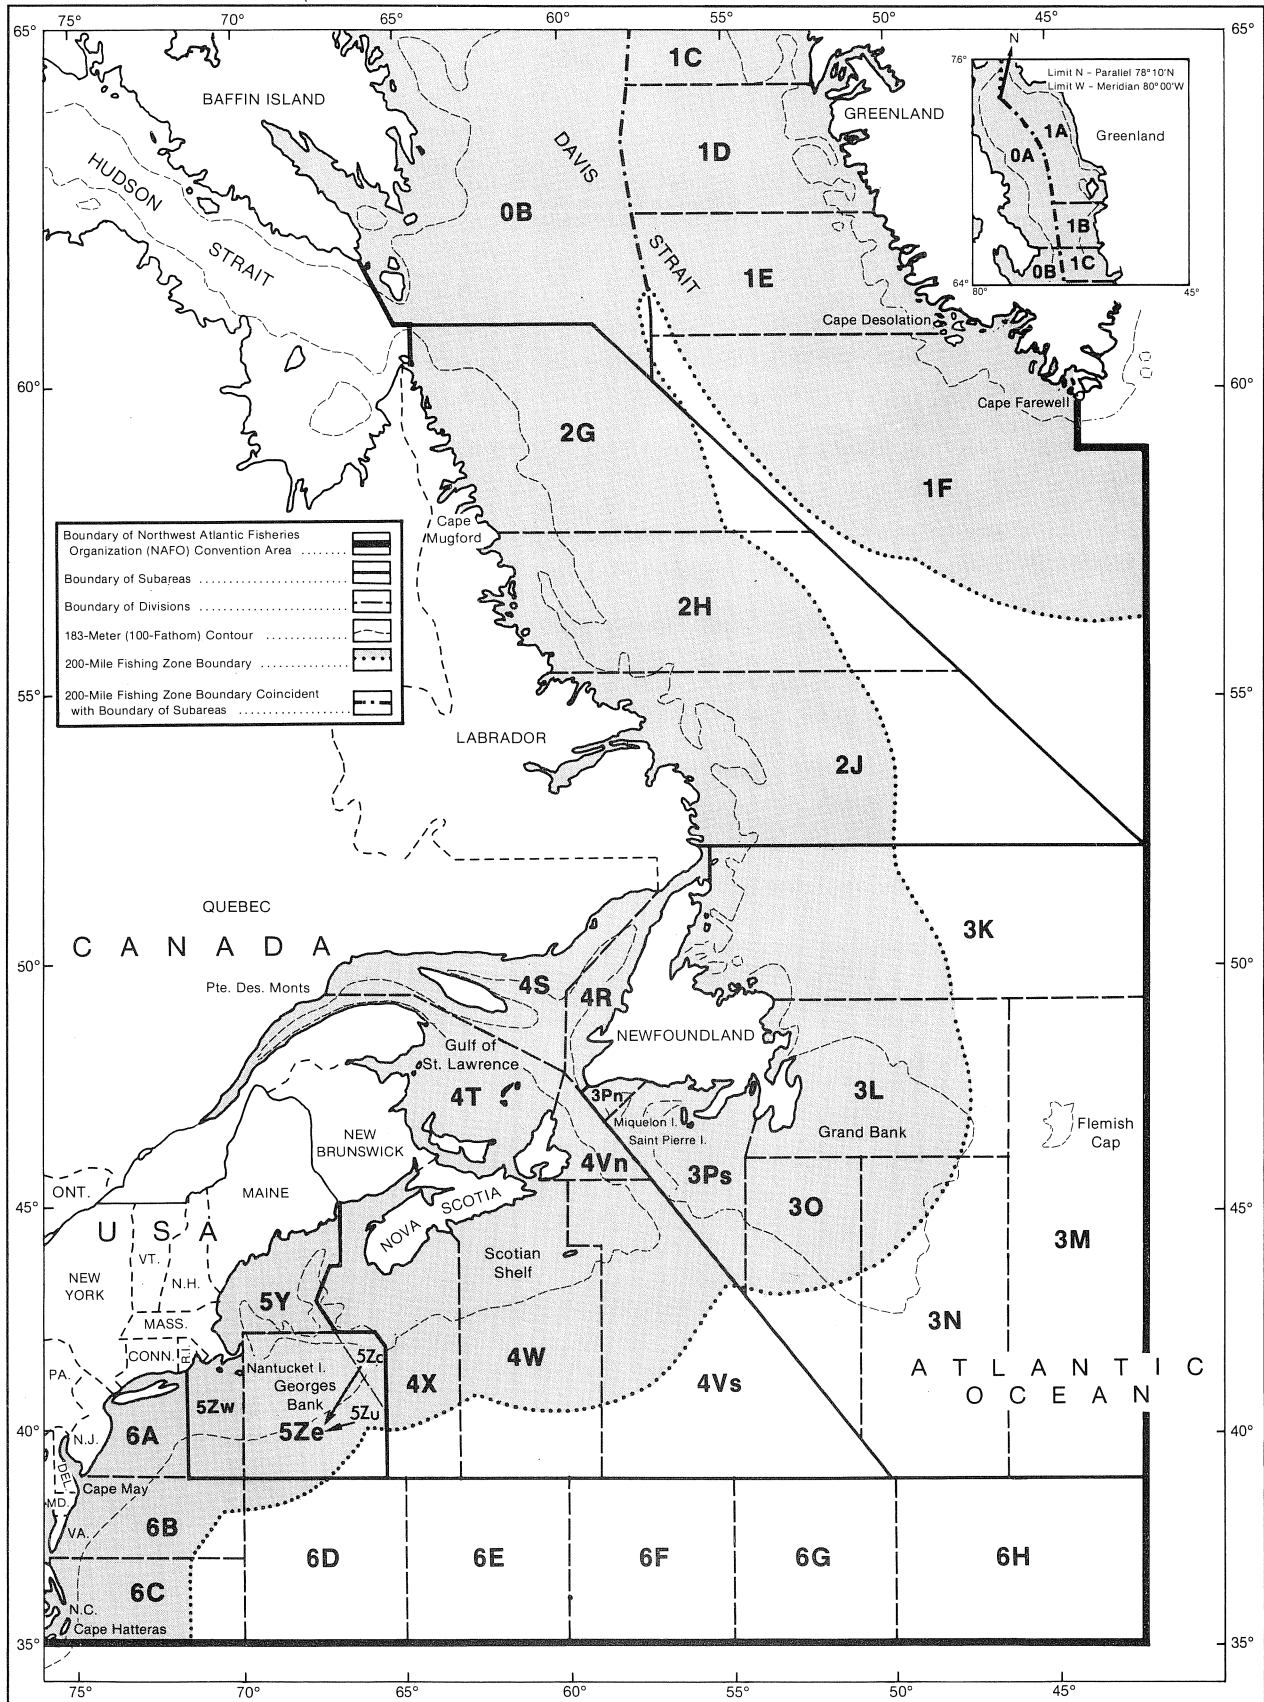 75° 70° 65° 60° 55° 50° 45°
65° 65°
1C
N
76°
Limit N - Parallel 78° 10'N
Limit W - Meridian 80° 00'W
BAFFIN ISLAND
GREENLAND
1A
Greenland
0A
DAVIS
1D
HUDSON
0B
1B
STRAIT
STRAIT
1E
0B 1C
64°
80° 45°
Cape Desolation
60° 60°
Cape Farewell
2G
1F
Cape
Mugford
Boundary of Northwest Atlantic Fisheries
Organization (NAFO) Convention Area ........
Boundary of Subareas ......................
Boundary of Divisions ......................
183-Meter (100-Fathom) Contour ............
200-Mile Fishing Zone Boundary ............
200-Mile Fishing Zone Boundary Coincident
with Boundary of Subareas .................
2H
55° 55°
LABRADOR
2J
QUEBEC
3K
CANADA
50° 50°
Pte. Des. Monts
4S
4R
NEWFOUNDLAND
Gulf of
St. Lawrence
4T
3Pn
3L
Miquelon I.
Saint Pierre I.
Grand Bank
Flemish
Cap
NEW
BRUNSWICK
4Vn
3Ps
ONT.
MAINE
NOVA SCOTIA
3O
45° 45°
USA
3M
VT.
Scotian
Shelf
NEW
YORK
N.H.
5Y
MASS.
3N
CONN.
R.I.
5Zc
4W
PA.
Nantucket I.
Georges
Bank
4X
4Vs
ATLANTIC
OCEAN
5Zw
5Zu
5Ze
6A
N.J.
40° 40°
DEL.
Cape May
MD.
VA.
6B
6D 6E 6F 6G 6H
6C
N.C.
Cape Hatteras
35° 35°
75° 70° 65° 60° 55° 50° 45°